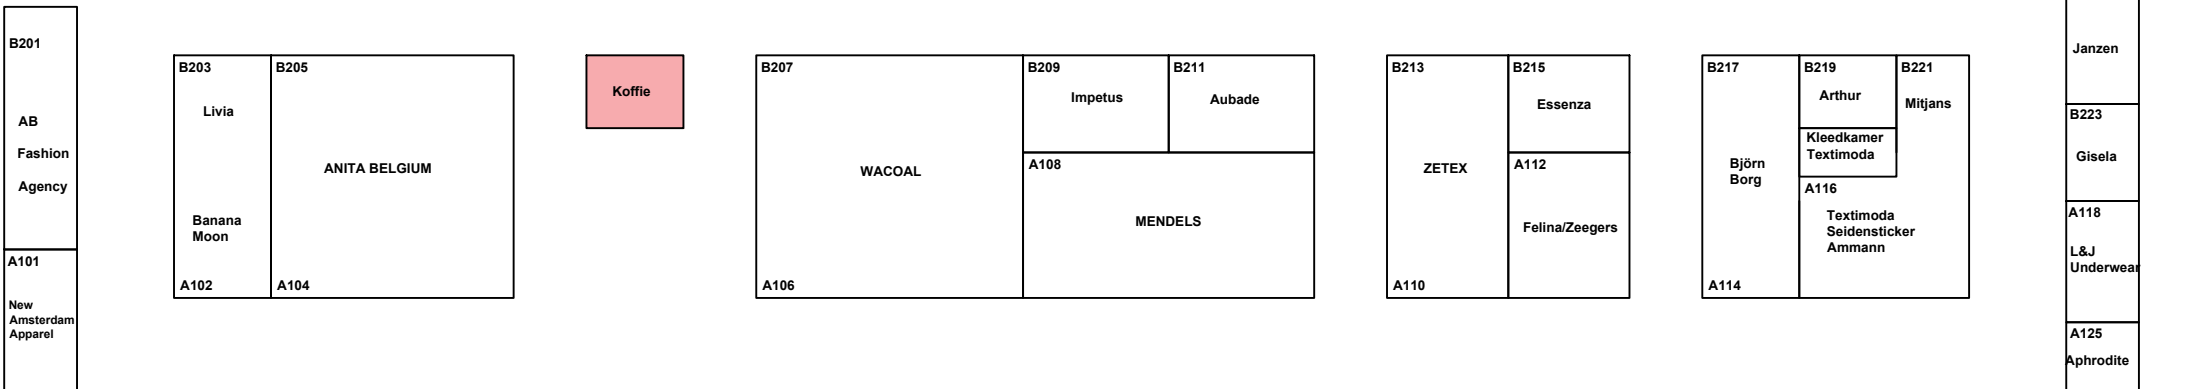 B201
AB
Fashion
Agency
A101
New
Amsterdam
Apparel
B203
Livia
Banana
Moon
A102
B205
ANITA BELGIUM
A104
Koffie
B207
WACOAL
A106
B209
Impetus
B211
Aubade
A108
MENDELS
B213
ZETEX
A110
B215
Essenza
A112
Felina/Zeegers
B217
Björn
Borg
A114
B219
Arthur
Kleedkamer
Textimoda
B221
Mitjans
A116
Textimoda
Seidensticker
Ammann
Janzen
B223
Gisela
A118
L&J
Underwear
A125
Aphrodite